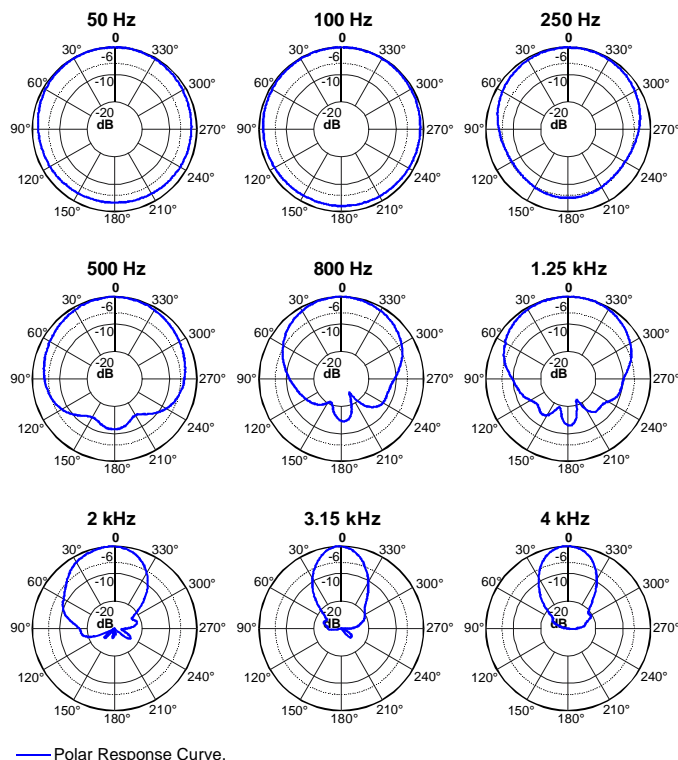 50 Hz 100 Hz 250 Hz
0 0 0
30° 330° 30° 330° 30° 330°
-6 -6 -6
60° -10 300° 60° -10 300° 60° -10 300°
-20 -20 -20
90° dB 270° 90° dB 270° 90° dB 270°
120° 240° 120° 240° 120° 240°
150° 210° 150° 210° 150° 210°
180° 180° 180°
500 Hz 800 Hz 1.25 kHz
0 0 0
30° 330° 30° 330° 30° 330°
-6 -6 -6
60° -10 300° 60° -10 300° 60° -10 300°
-20 -20 -20
90° dB 270° 90° dB 270° 90° dB 270°
120° 240° 120° 240° 120° 240°
150° 210° 150° 210° 150° 210°
180° 180° 180°
2 kHz 3.15 kHz 4 kHz
0 0 0
30° 330° 30° 330° 30° 330°
-6 -6 -6
60° -10 300° 60° -10 300° 60° -10 300°
-20 -20 -20
90° dB 270° 90° dB 270° 90° dB 270°
120° 240° 120° 240° 120° 240°
150° 210° 150° 210° 150° 210°
180° 180° 180°
Polar Response Curve.